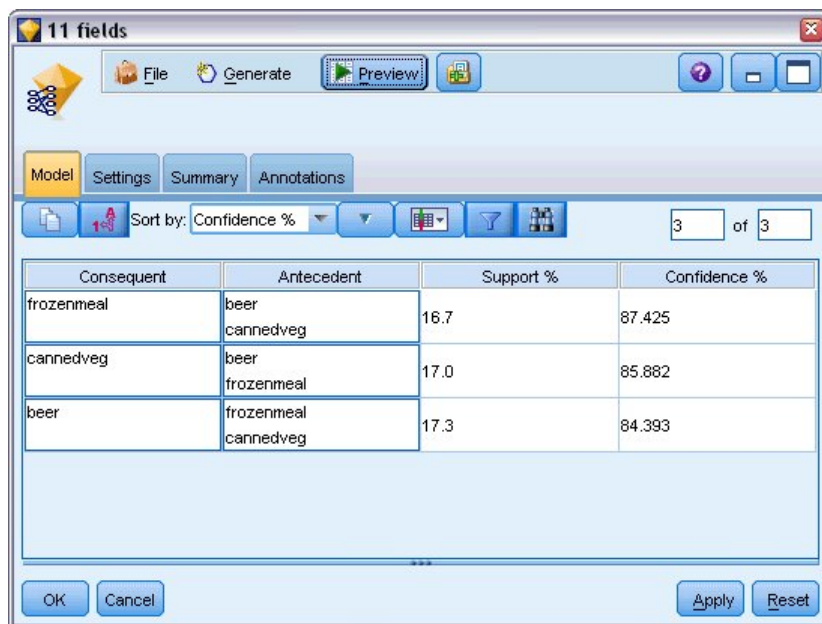 11 fields
File Generate Preview
Model Settings Summary Annotations
Sort by: Confidence % 3 of 3
Consequent Antecedent Support % Confidence %
frozenmeal beer 16.7 87.425
cannedveg
cannedveg beer 17.0 85.882
frozenmeal
beer frozenmeal 17.3 84.393
cannedveg
OK Cancel Apply Reset